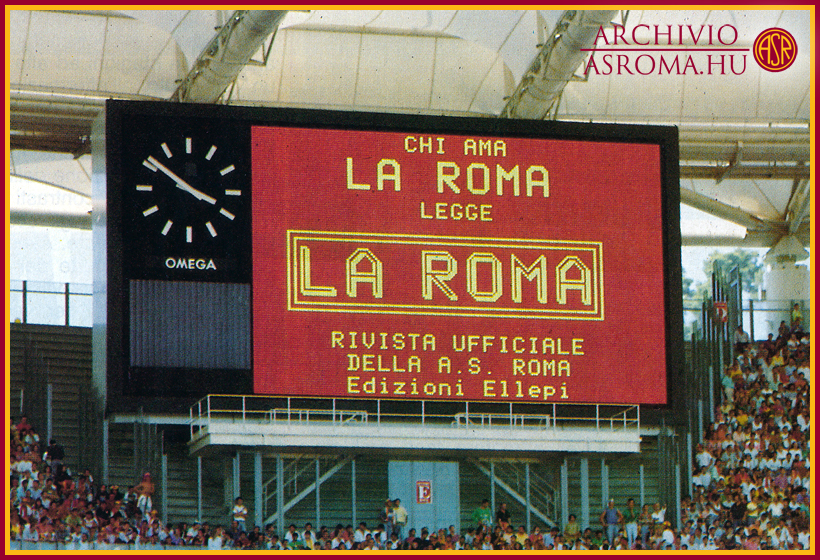 ARCHIVIO
ASROMA.HU
ASR
CHI AMA
LA ROMA
LEGGE
LA ROMA
RIVISTA UFFICIALE
DELLA A.S. ROMA
Edizioni Ellepi
OMEGA
E